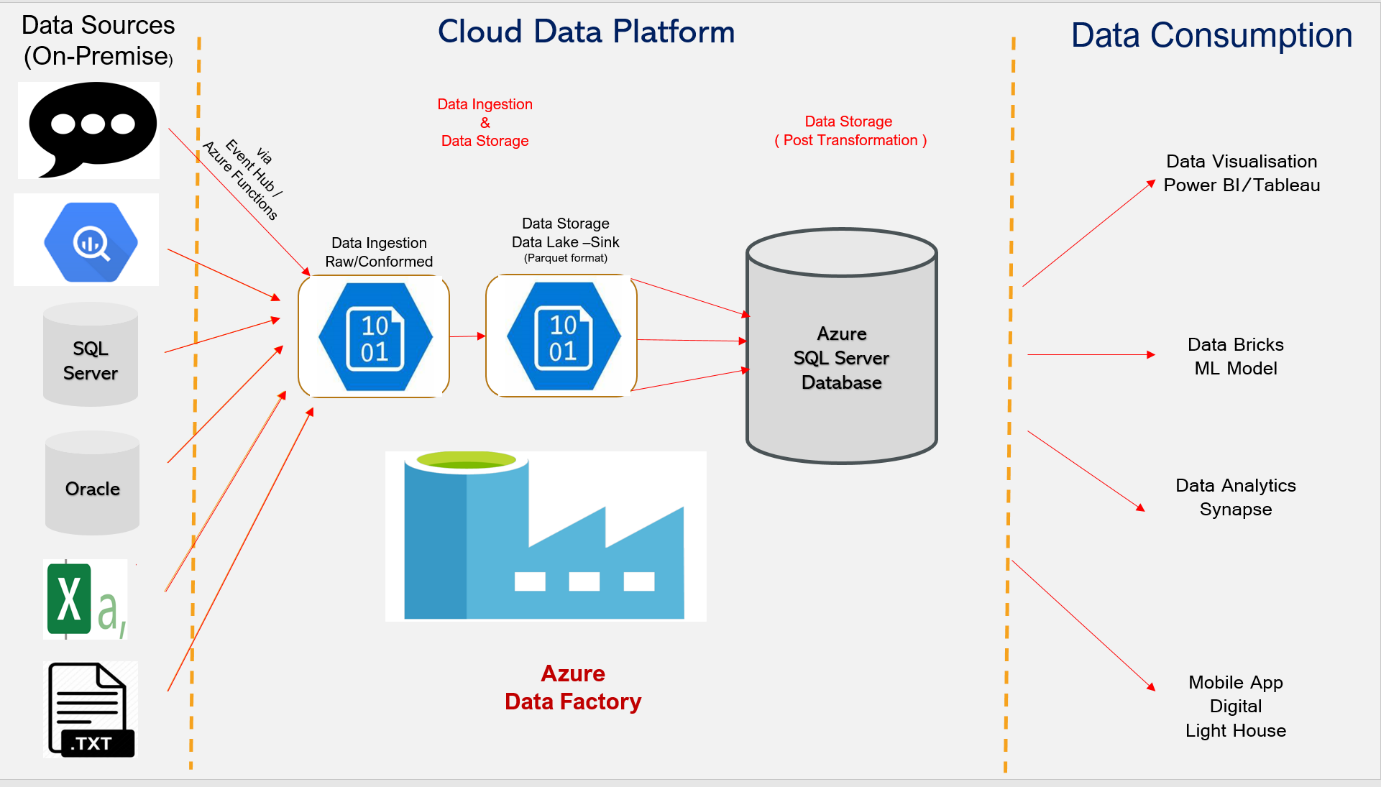 Data Sources
(On-Premise)
Cloud Data Platform
Data Consumption
Data Ingestion
&
Data Storage
Data Storage
( Post Transformation )
via
Event Hub /
Azure Functions
Data Ingestion
Raw/Conformed
Data Storage
Data Lake –Sink
(Parquet format)
10
01
10
01
Azure
SQL Server
Database
SQL
Server
Oracle
X
a,
.TXT
Azure
Data Factory
Data Visualisation
Power BI/Tableau
Data Bricks
ML Model
Data Analytics
Synapse
Mobile App
Digital
Light House